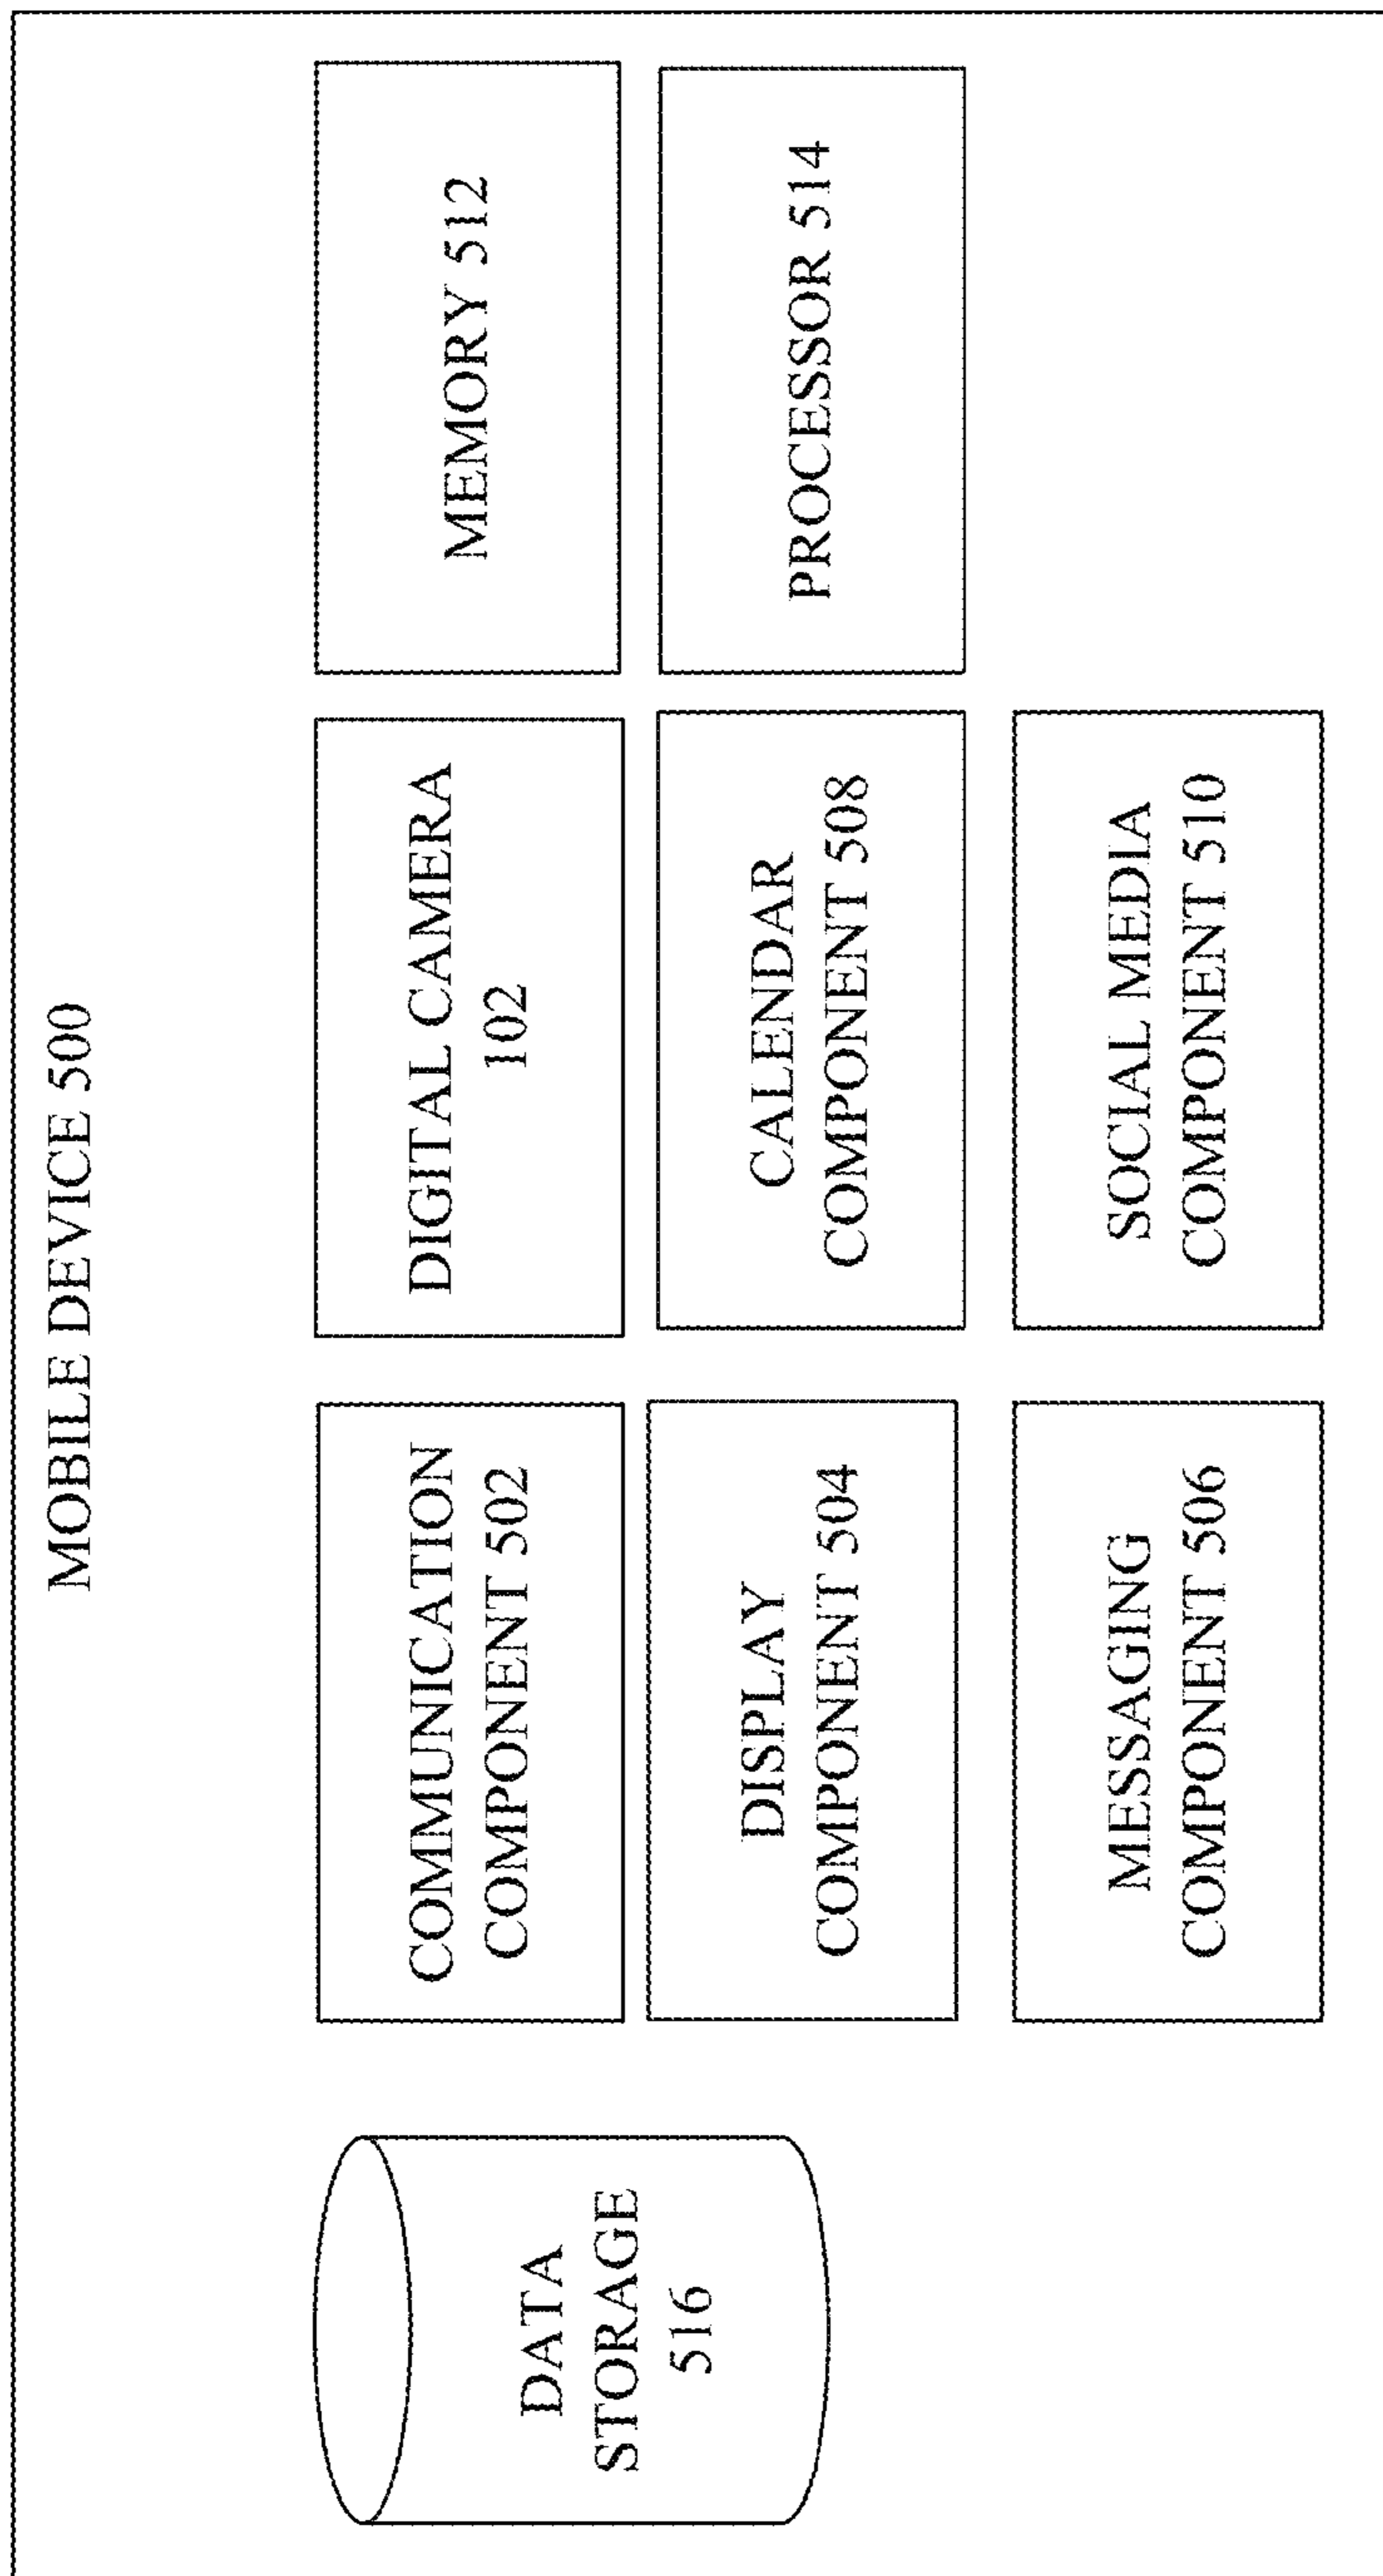 MOBILE DEVICE 500
DATA
STORAGE
516
COMMUNICATION
COMPONENT 502
DIGITAL CAMERA
102
MEMORY 512
DISPLAY
COMPONENT 504
CALENDAR
COMPONENT 508
PROCESSOR 514
MESSAGING
COMPONENT 506
SOCIAL MEDIA
COMPONENT 510